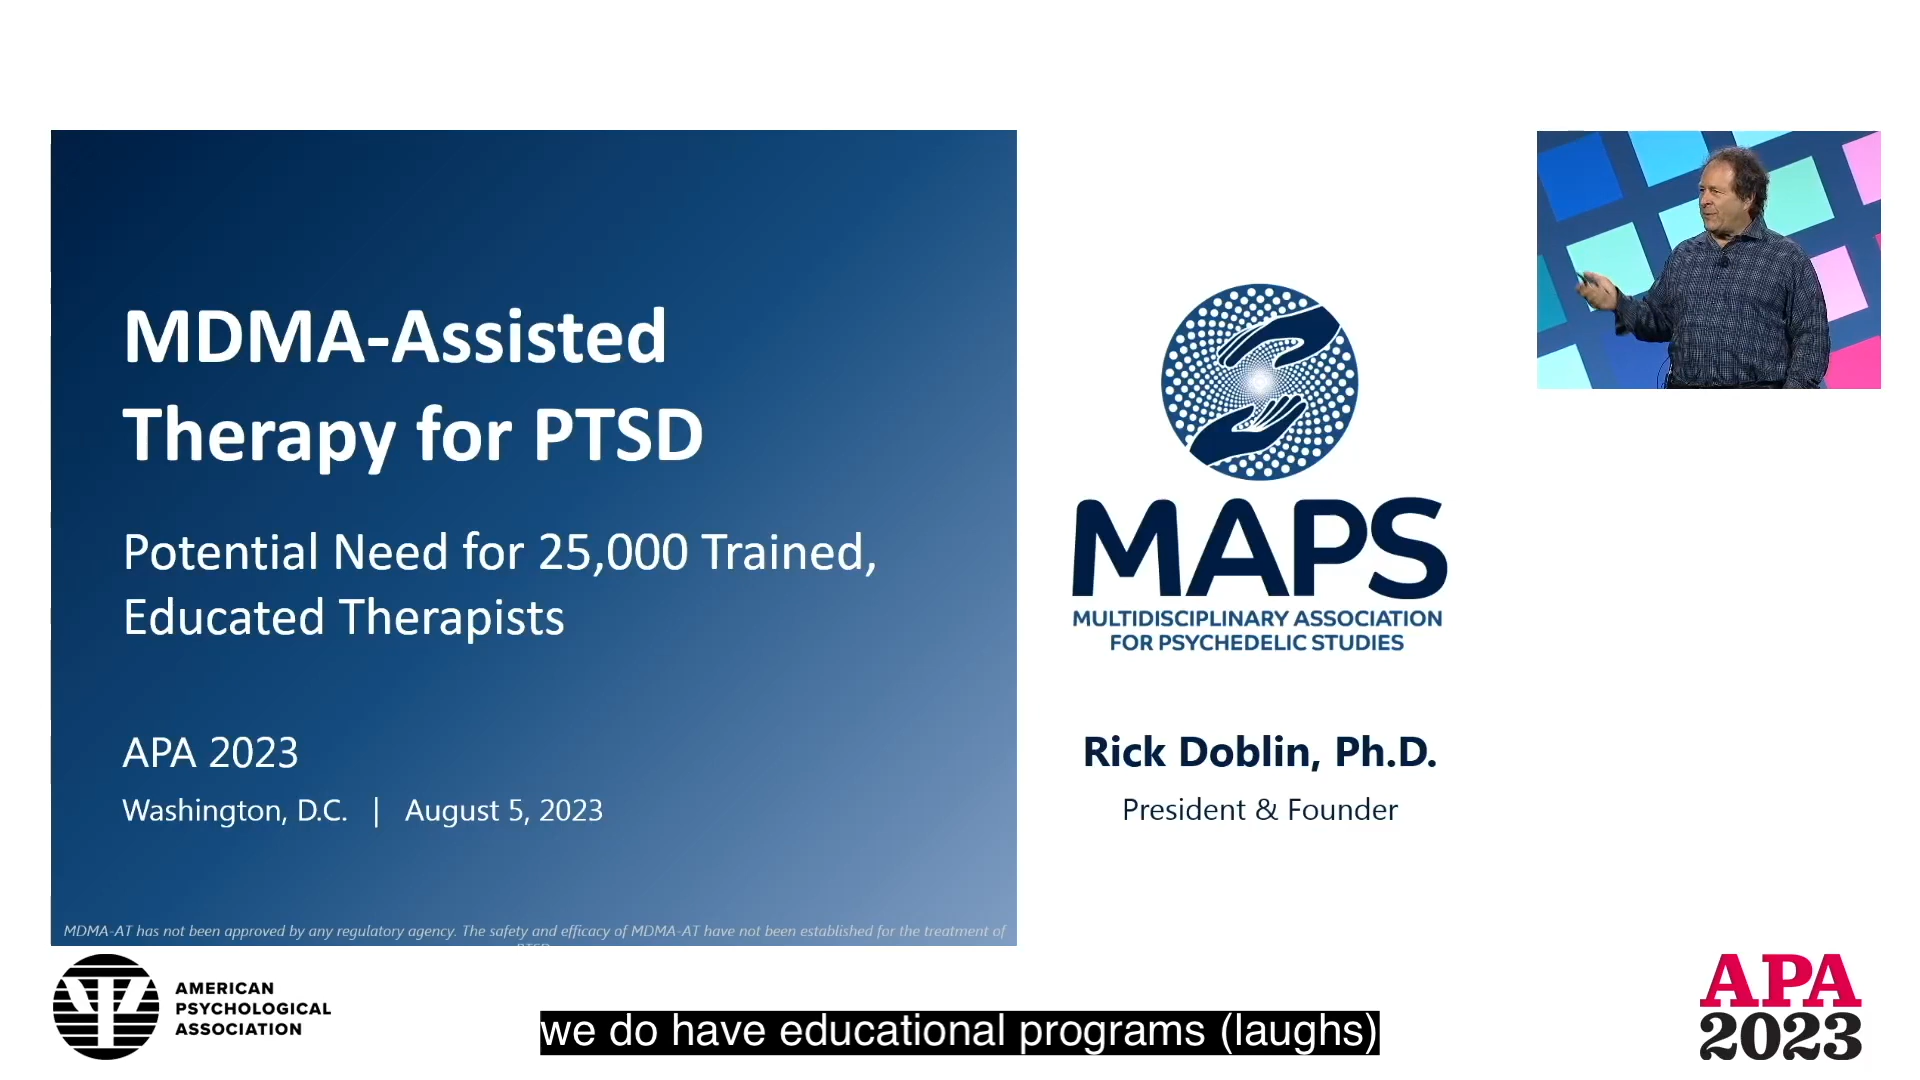 MDMA-Assisted
Therapy for PTSD
Potential Need for 25,000 Trained,
Educated Therapists
APA 2023
Washington, D.C. | August 5, 2023
MDMA-AT has not been approved by any regulatory agency. The safety and efficacy of MDMA-AT have not been established for the treatment of
PTSD
MAPS
MULTIDISCIPLINARY ASSOCIATION
FOR PSYCHEDELIC STUDIES
Rick Doblin, Ph.D.
President & Founder
AMERICAN
PSYCHOLOGICAL
ASSOCIATION
we do have educational programs (laughs)
APA
2023